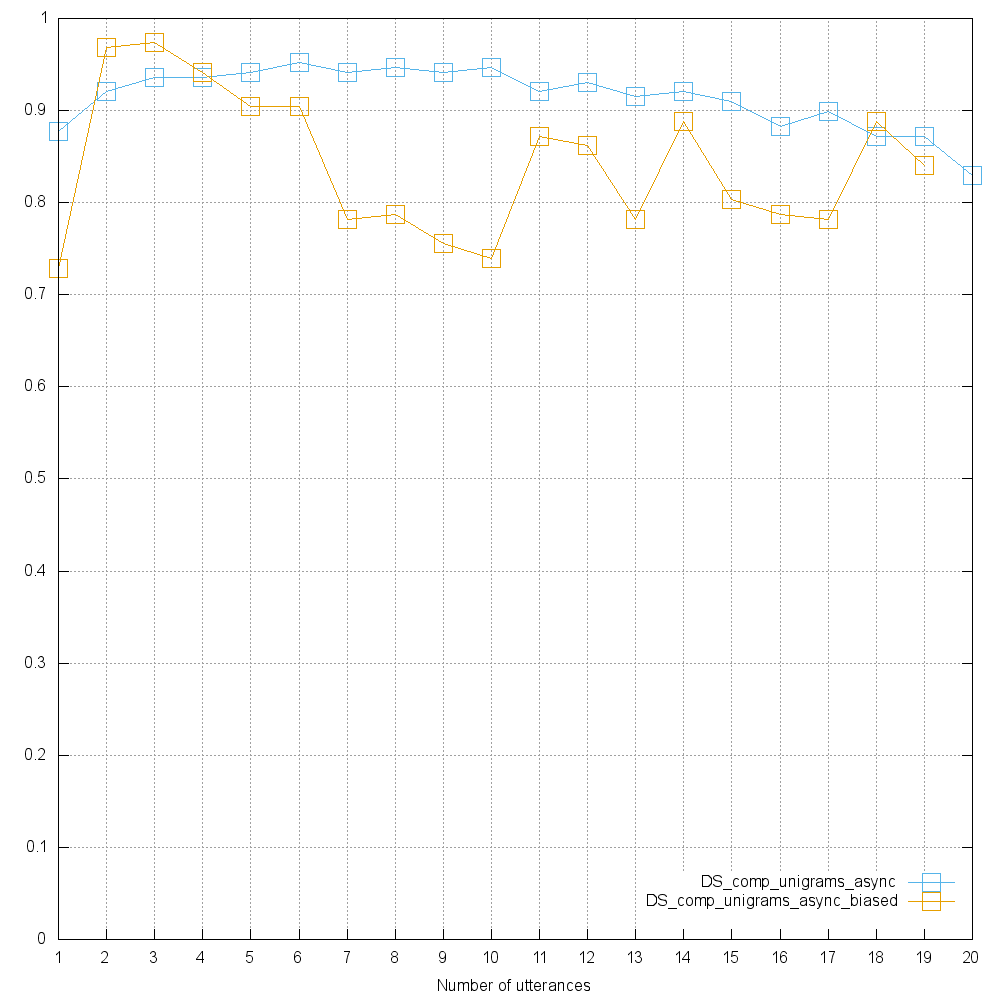 1
0.9
0.8
0.7
0.6
0.5
0.4
0.3
0.2
0.1
0
DS_comp_unigrams_async
DS_comp_unigrams_async_biased
1 2 3 4 5 6 7 8 9 10 11 12 13 14 15 16 17 18 19 20
Number of utterances